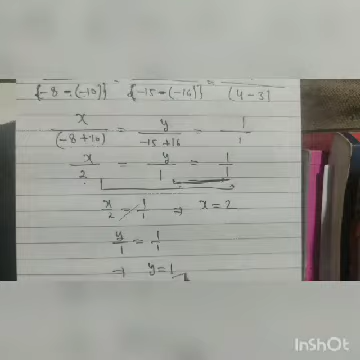 {-8-(-10)} {-15-(-16)} (4-3)
x/(-8+10) = y/-15+16 = 1/1
x/2 = y/1 = 1/1
x/2 = 1/1 ⇒ x = 2
y/1 = 1/1
⇒ y = 1
InShOt